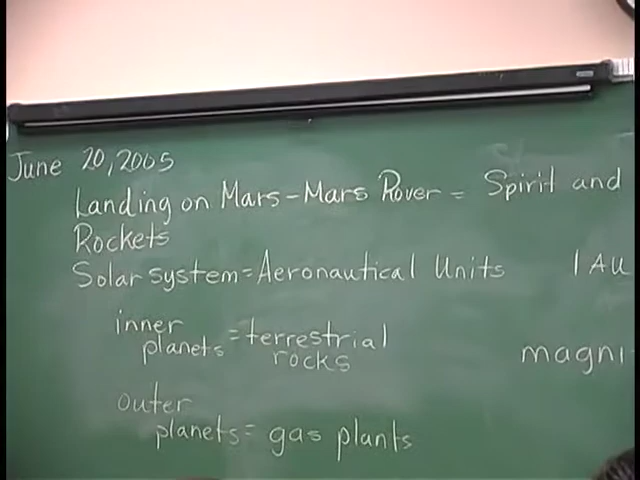 June 20, 2005
Landing on Mars - Mars Rover = Spirit and
Rockets
Solar system = Aeronautical Units 1 AU
inner
planets = terrestrial
rocks
magni
outer
planets = gas plants